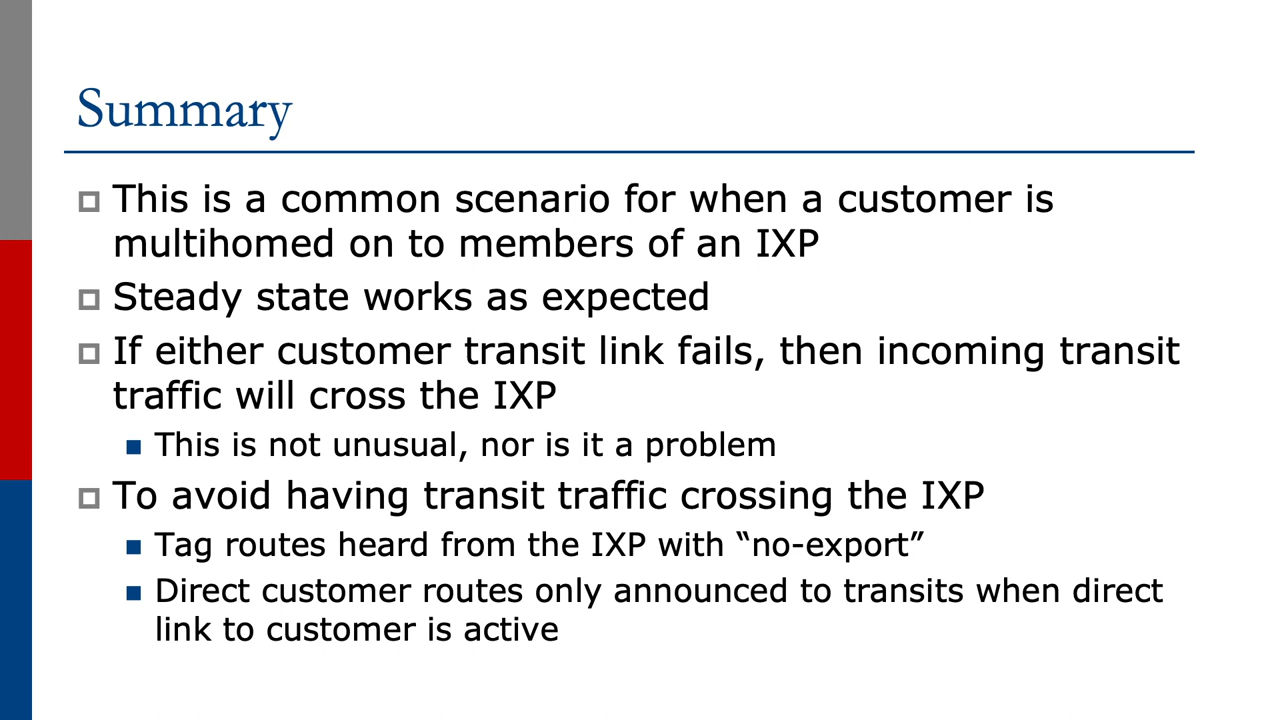 Summary
This is a common scenario for when a customer is
multihomed on to members of an IXP
Steady state works as expected
If either customer transit link fails, then incoming transit
traffic will cross the IXP
This is not unusual, nor is it a problem
To avoid having transit traffic crossing the IXP
Tag routes heard from the IXP with “no-export”
Direct customer routes only announced to transits when direct
link to customer is active